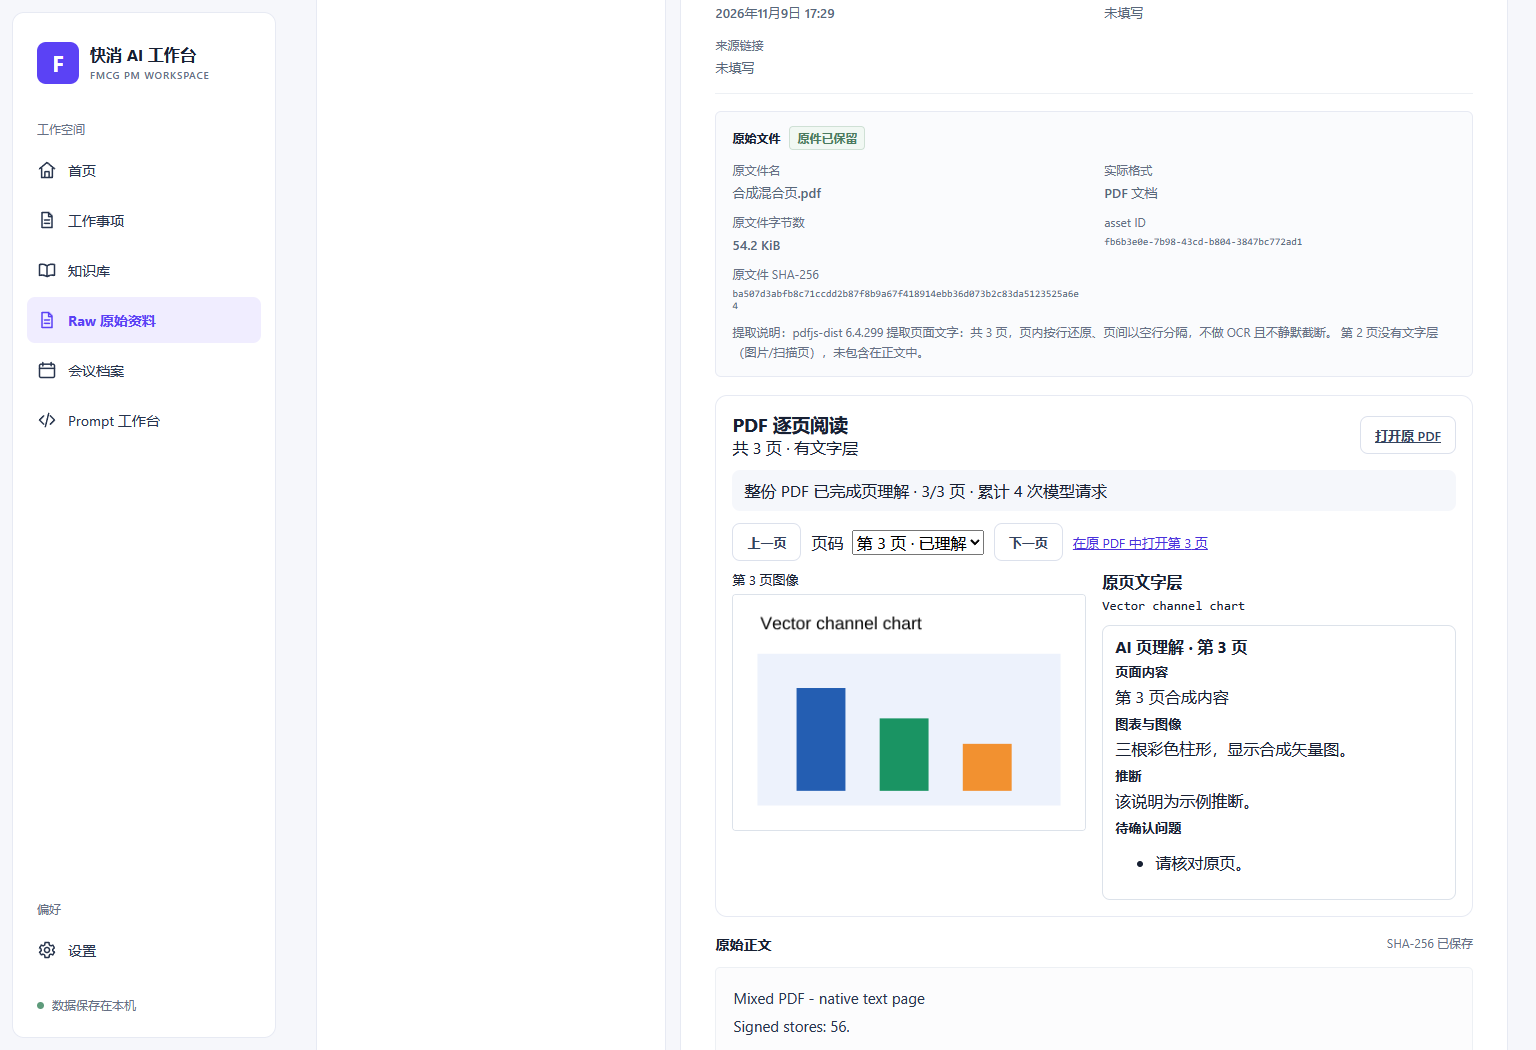 F
快消 AI 工作台
FMCG PM WORKSPACE
工作空间
首页
工作事项
知识库
Raw 原始资料
会议档案
Prompt 工作台
偏好
设置
数据保存在本机
2026年11月9日 17:29
未填写
来源链接
未填写
原始文件
原件已保留
原文件名
合成混合页.pdf
实际格式
PDF 文档
原文件字节数
54.2 KiB
asset ID
fb6b3e0e-7b98-43cd-b804-3847bc772ad1
原文件 SHA-256
ba507d3abfb8c71ccdd2b87f8b9a67f418914ebb36d073b2c83da5123525a6e
4
提取说明：pdfjs-dist 6.4.299 提取页面文字：共 3 页，页内按行还原、页间以空行分隔，不做 OCR 且不静默截断。 第 2 页没有文字层
（图片/扫描页），未包含在正文中。
PDF 逐页阅读
共 3 页 · 有文字层
打开原 PDF
整份 PDF 已完成页理解 · 3/3 页 · 累计 4 次模型请求
上一页
页码
第 3 页 · 已理解
下一页
在原 PDF 中打开第 3 页
第 3 页图像
Vector channel chart
原页文字层
Vector channel chart
AI 页理解 · 第 3 页
页面内容
第 3 页合成内容
图表与图像
三根彩色柱形，显示合成矢量图。
推断
该说明为示例推断。
待确认问题
请核对原页。
原始正文
SHA-256 已保存
Mixed PDF - native text page
Signed stores: 56.